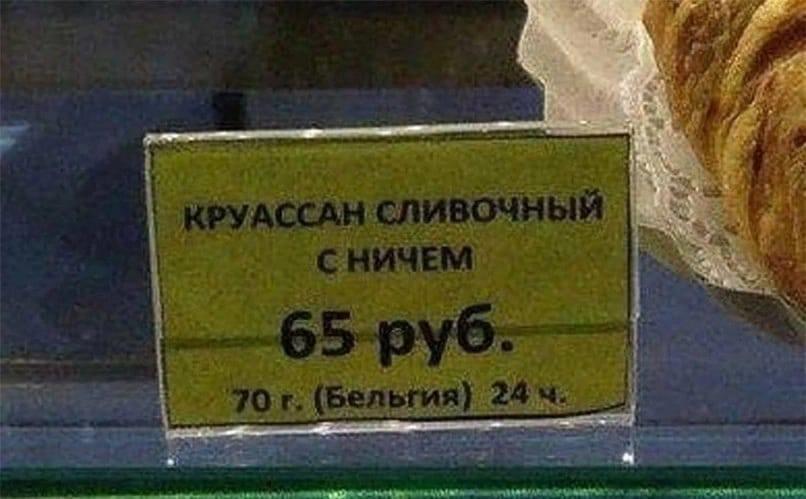 КРУАССАН СЛИВОЧНЫЙ
С НИЧЕМ
65 руб.
70 г. (Бельгия) 24 ч.